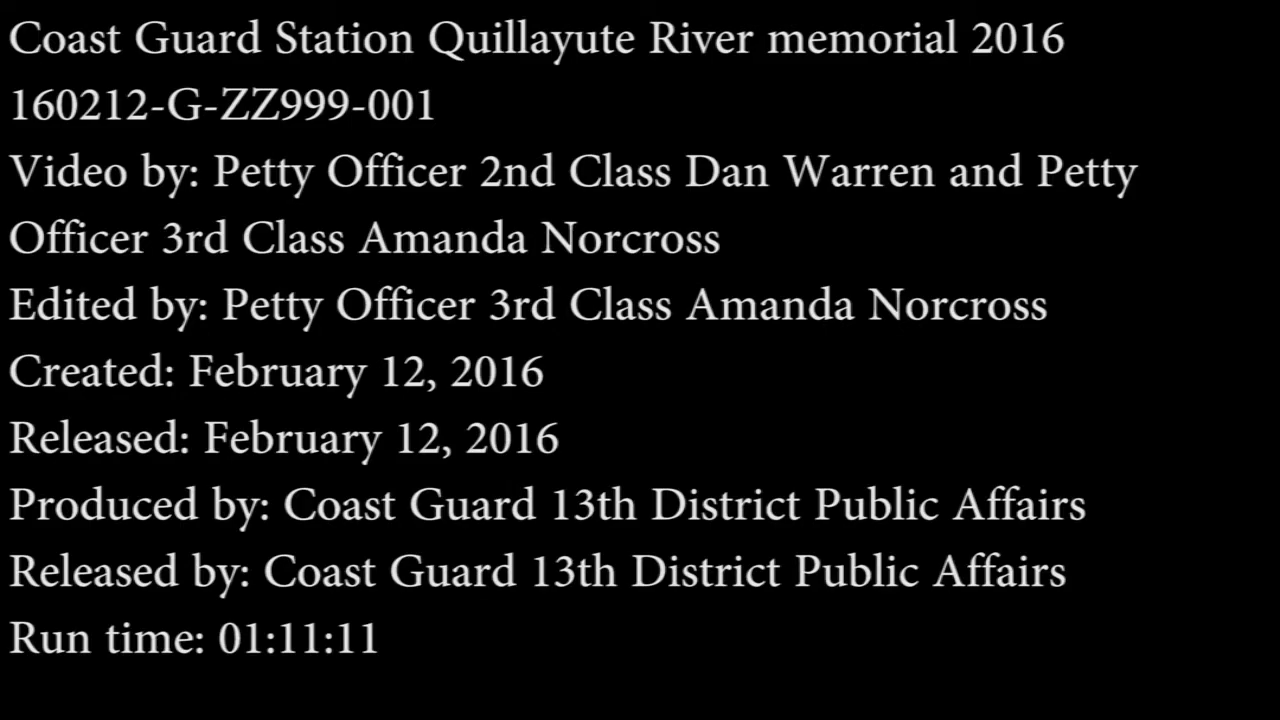 Coast Guard Station Quillayute River memorial 2016
160212-G-ZZ999-001
Video by: Petty Officer 2nd Class Dan Warren and Petty
Officer 3rd Class Amanda Norcross
Edited by: Petty Officer 3rd Class Amanda Norcross
Created: February 12, 2016
Released: February 12, 2016
Produced by: Coast Guard 13th District Public Affairs
Released by: Coast Guard 13th District Public Affairs
Run time: 01:11:11